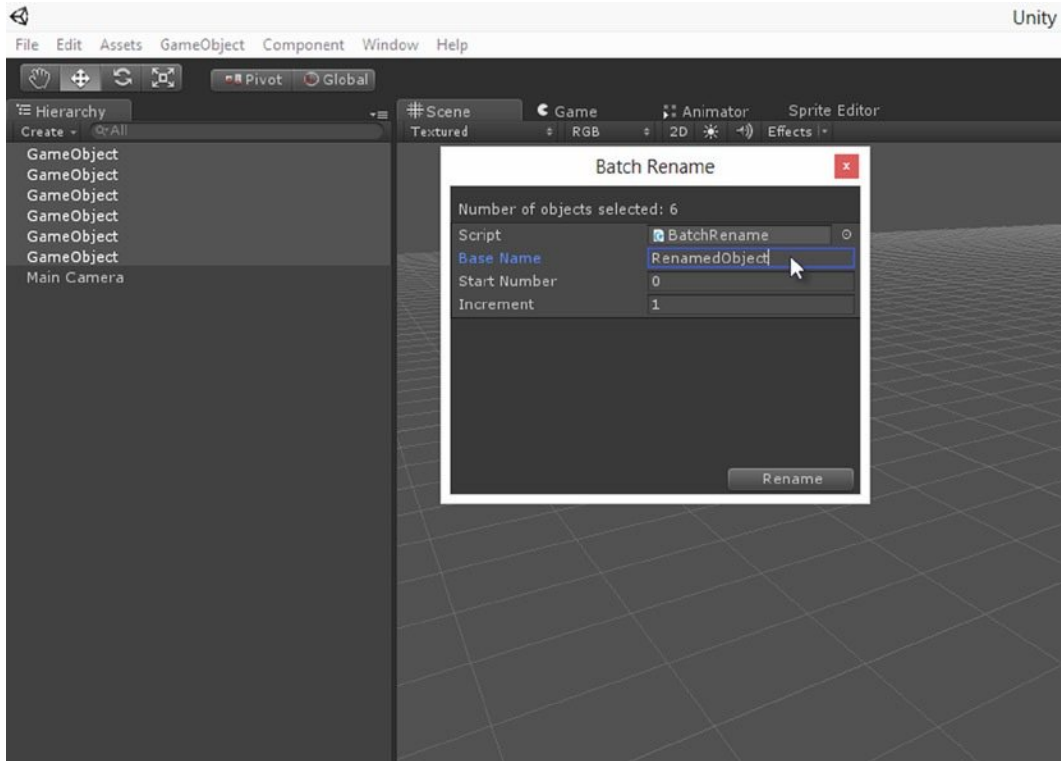 Unity
File Edit Assets GameObject Component Window Help
Pivot Global
Hierarchy
Create All
GameObject
GameObject
GameObject
GameObject
GameObject
GameObject
Main Camera
Scene Game Animator Sprite Editor
Textured RGB 2D Effects
Batch Rename
x
Number of objects selected: 6
Script BatchRename
Base Name RenamedObject
Start Number 0
Increment 1
Rename